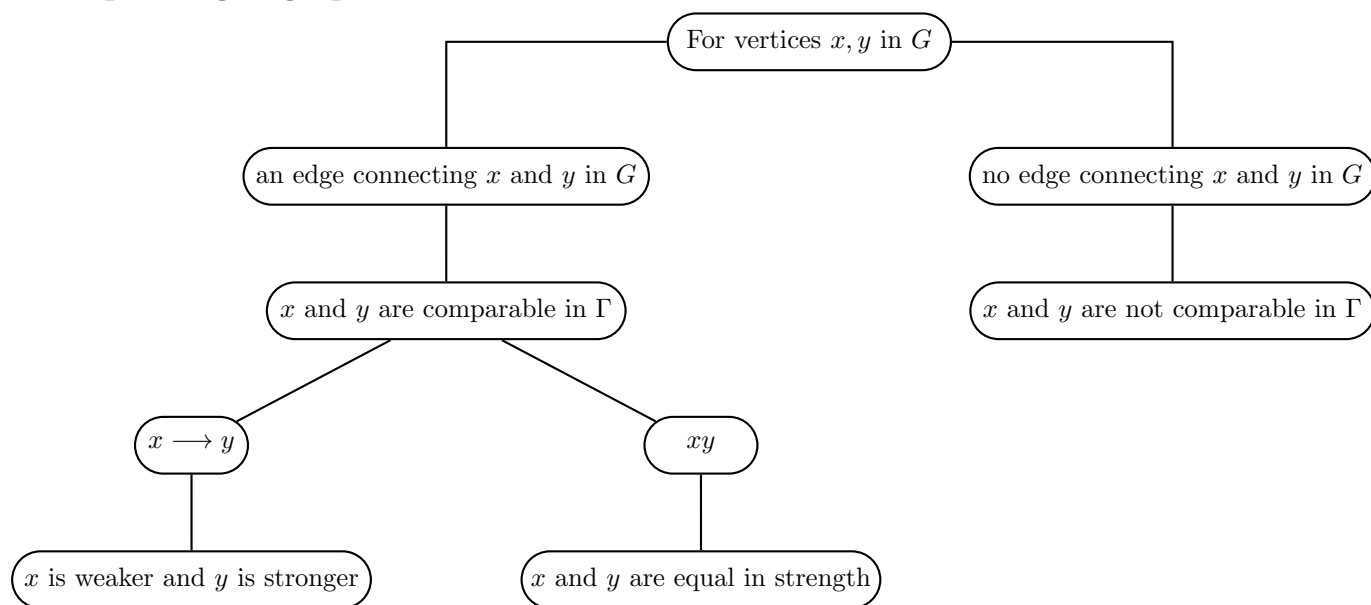 For vertices x, y in G
an edge connecting x and y in G
no edge connecting x and y in G
x and y are comparable in Γ
x and y are not comparable in Γ
x ⟶ y
xy
x is weaker and y is stronger
x and y are equal in strength